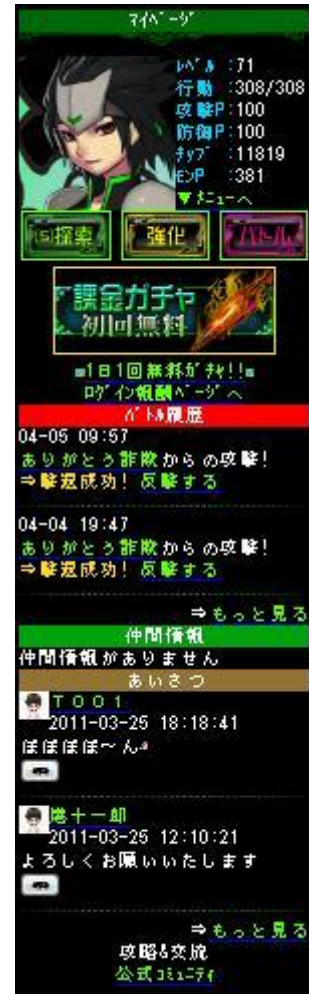 ﾏｲﾍﾟｰｼﾞ
ﾚﾍﾞﾙ :71
行動 :308/308
攻撃P:100
防御P:100
ﾁｯﾌﾟ :11819
ﾓﾝP :381
▼ﾒﾆｭｰへ
[5]探索
強化
ﾊﾞﾄﾙ
課金ガチャ
初回無料
1日1回無料ｶﾞﾁｬ!!
ﾛｸﾞｲﾝ報酬ﾍﾟｰｼﾞへ
ﾊﾞﾄﾙ履歴
04-05 09:57
ありがとう詐欺からの攻撃!
⇒撃退成功! 反撃する
04-04 19:47
ありがとう詐欺からの攻撃!
⇒撃退成功! 反撃する
⇒もっと見る
仲間情報
仲間情報がありません
あいさつ
TOO1
2011-03-25 18:18:41
ぽぽぽぽ～ん
十一郎
2011-03-25 12:10:21
よろしくお願いいたします
⇒もっと見る
攻略&交流
公式ｺﾐｭﾆﾃｨ